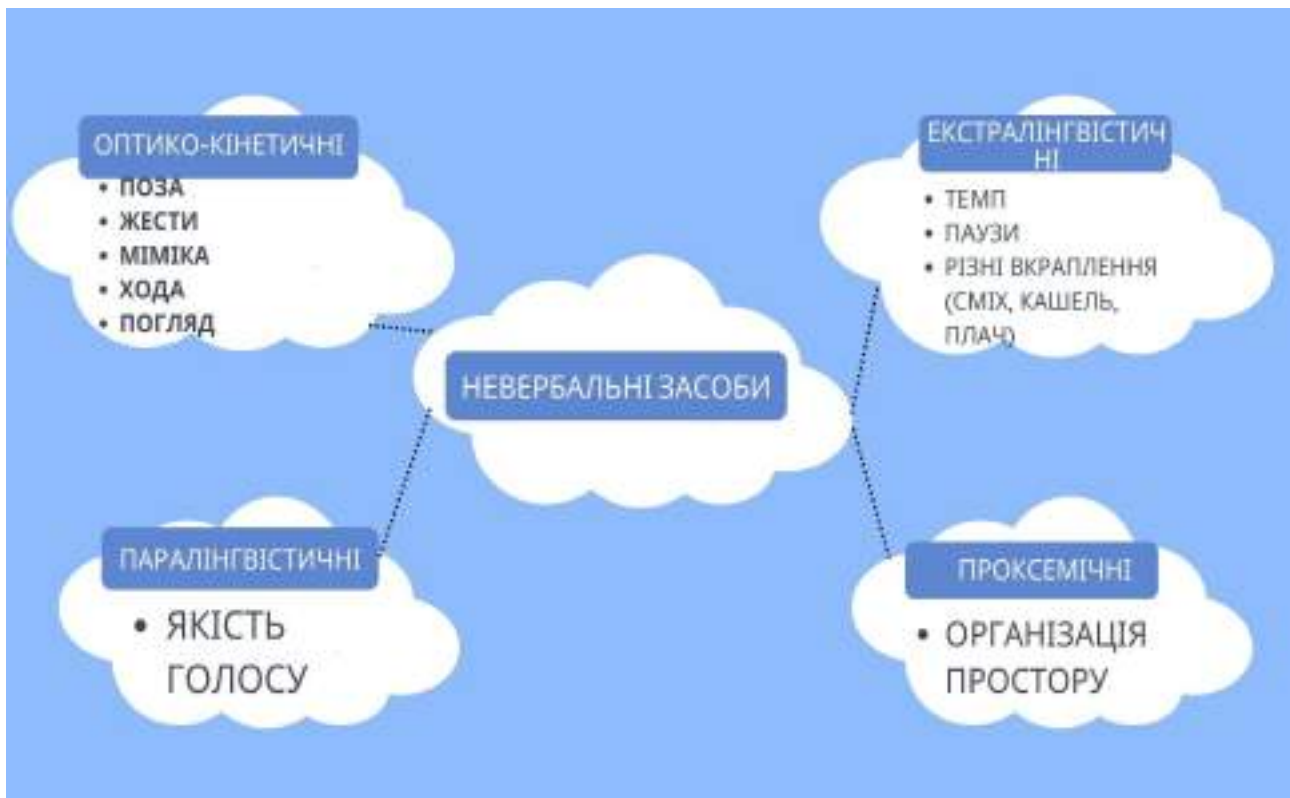 ОПТИКО-КІНЕТИЧНІ
• ПОЗА
• ЖЕСТИ
• МІМІКА
• ХОДА
• ПОГЛЯД
ЕКСТРАЛІНГВІСТИЧ
НІ
• ТЕМП
• ПАУЗИ
• РІЗНІ ВКРАПЛЕННЯ
(СМІХ, КАШЕЛЬ,
ПЛАЧ)
НЕВЕРБАЛЬНІ ЗАСОБИ
ПАРАЛІНГВІСТИЧНІ
• ЯКІСТЬ
ГОЛОСУ
ПРОКСЕМІЧНІ
• ОРГАНІЗАЦІЯ
ПРОСТОРУ